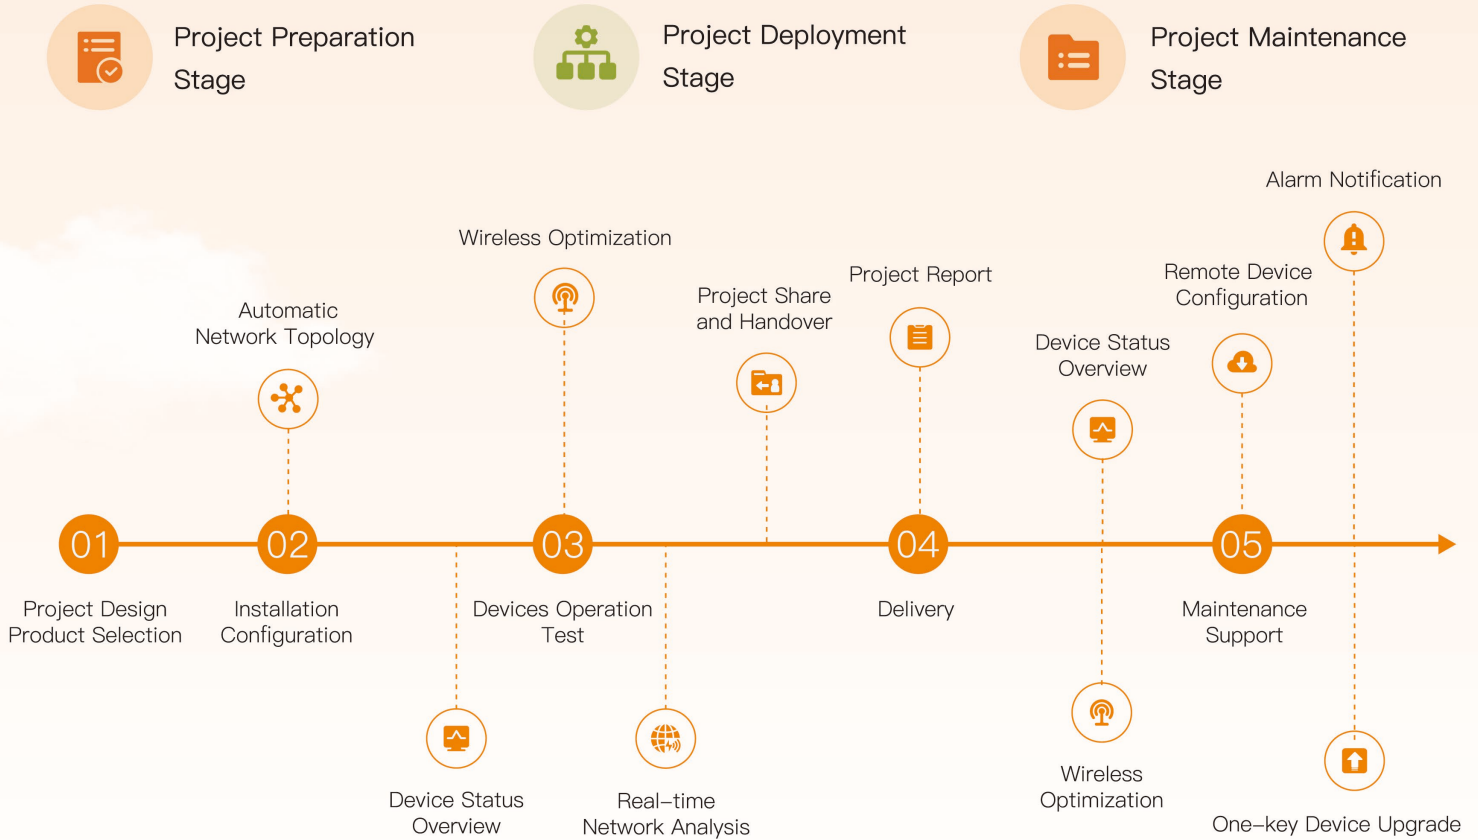 Project Preparation
Stage
Project Deployment
Stage
Project Maintenance
Stage
Alarm Notification
Wireless Optimization
Project Report
Remote Device
Configuration
Project Share
and Handover
Automatic
Network Topology
Device Status
Overview
01
02
03
04
05
Project Design
Product Selection
Installation
Configuration
Devices Operation
Test
Delivery
Maintenance
Support
Device Status
Overview
Real-time
Network Analysis
Wireless
Optimization
One-key Device Upgrade